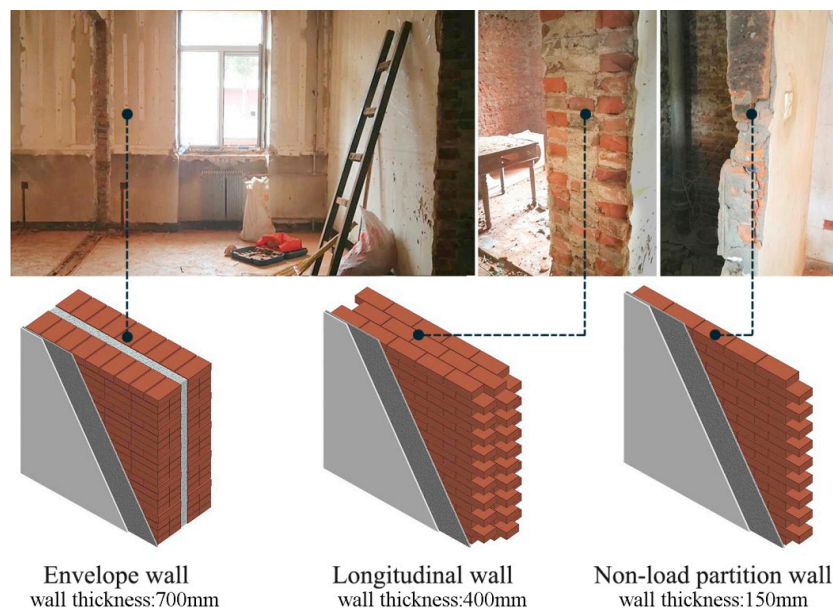 Envelope wall
wall thickness:700mm
Longitudinal wall
wall thickness:400mm
Non-load partition wall
wall thickness:150mm